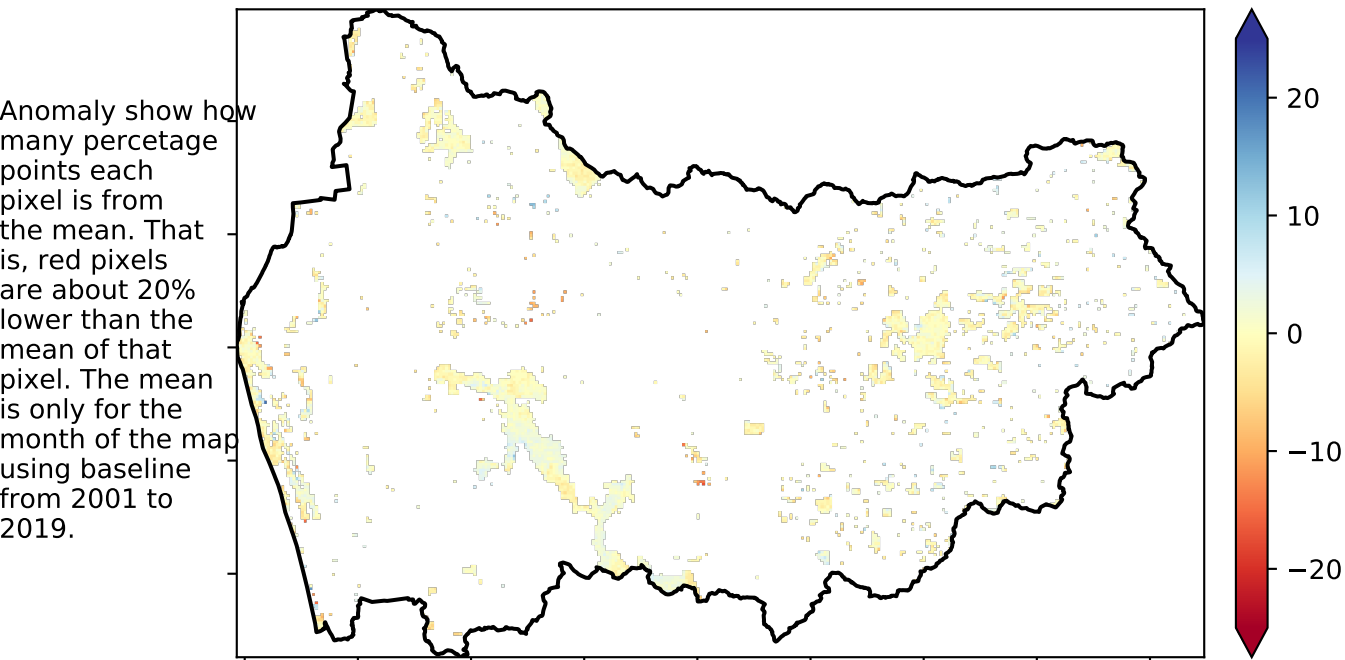 Anomaly show how
many percetage
points each
pixel is from
the mean. That
is, red pixels
are about 20%
lower than the
mean of that
pixel. The mean
is only for the
month of the map
using baseline
from 2001 to
2019.
20
10
0
−10
−20